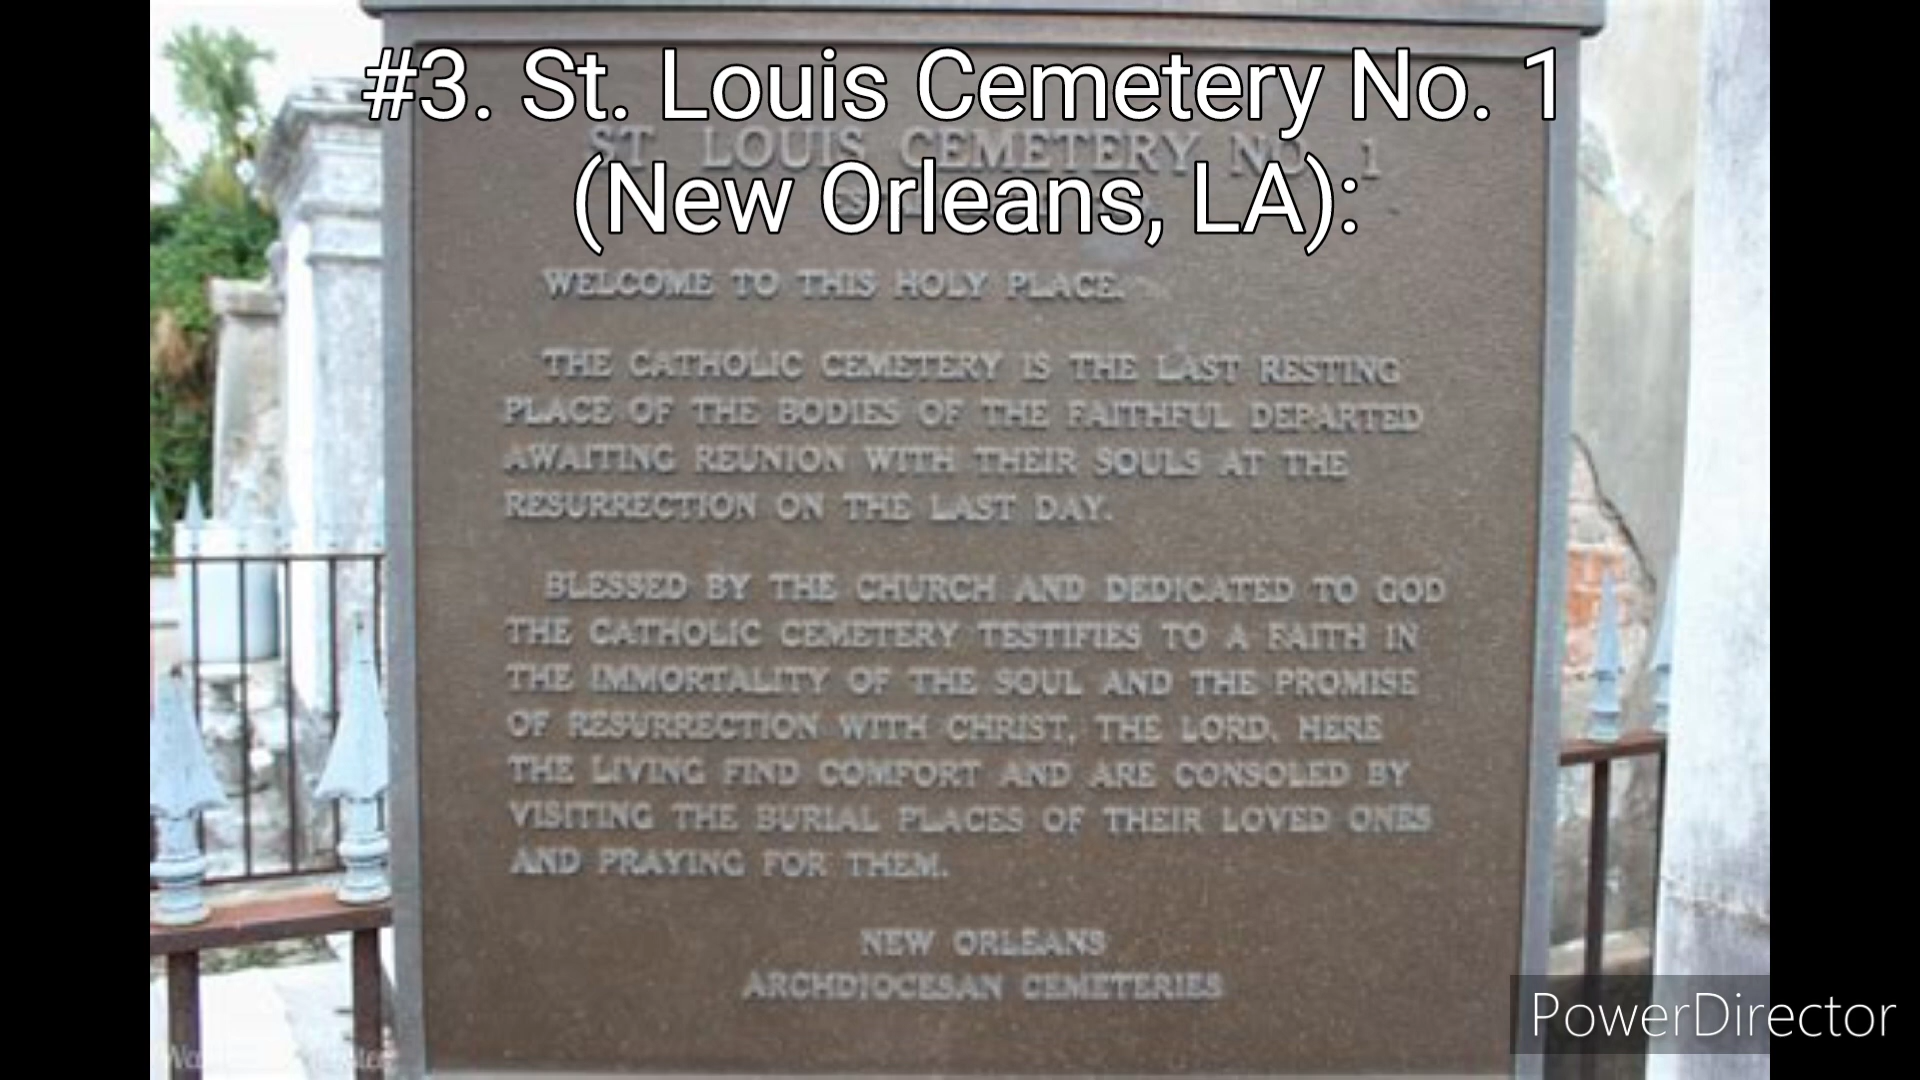 #3. St. Louis Cemetery No. 1
(New Orleans, LA):
ST. LOUIS CEMETERY NO. 1
WELCOME TO THIS HOLY PLACE.
THE CATHOLIC CEMETERY IS THE LAST RESTING
PLACE OF THE BODIES OF THE FAITHFUL DEPARTED
AWAITING REUNION WITH THEIR SOULS AT THE
RESURRECTION ON THE LAST DAY.
BLESSED BY THE CHURCH AND DEDICATED TO GOD
THE CATHOLIC CEMETERY TESTIFIES TO A FAITH IN
THE IMMORTALITY OF THE SOUL AND THE PROMISE
OF RESURRECTION WITH CHRIST, THE LORD. HERE
THE LIVING FIND COMFORT AND ARE CONSOLED BY
VISITING THE BURIAL PLACES OF THEIR LOVED ONES
AND PRAYING FOR THEM.
NEW ORLEANS
ARCHDIOCESAN CEMETERIES
PowerDirector